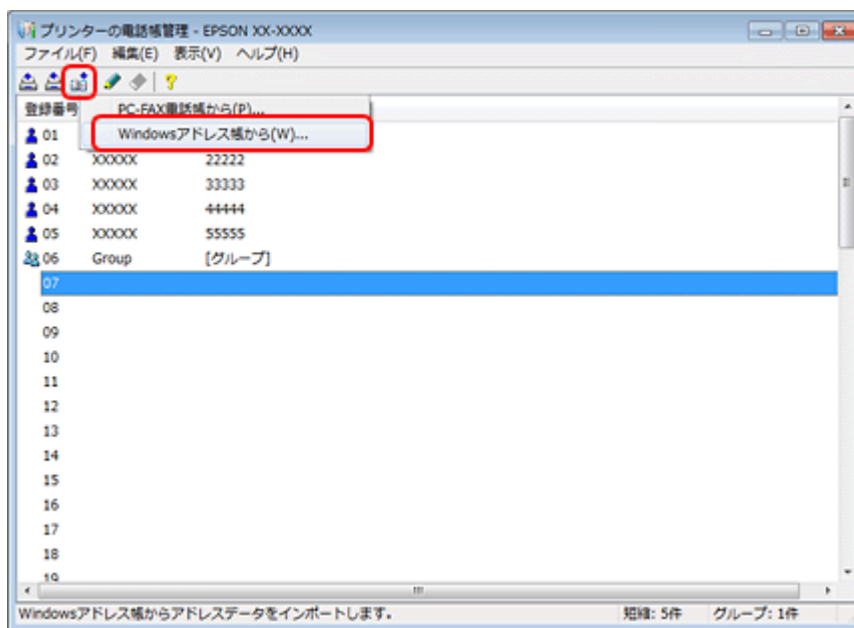 プリンターの電話帳管理 - EPSON XX-XXXX
ファイル(F) 編集(E) 表示(V) ヘルプ(H)
登録番号
PC-FAX電話帳から(P)...
01
Windowsアドレス帳から(W)...
02 XXXXX 22222
03 XXXXX 33333
04 XXXXX 44444
05 XXXXX 55555
06 Group [グループ]
07
08
09
10
11
12
13
14
15
16
17
18
19
Windowsアドレス帳からアドレスデータをインポートします。 短縮: 5件 グループ: 1件